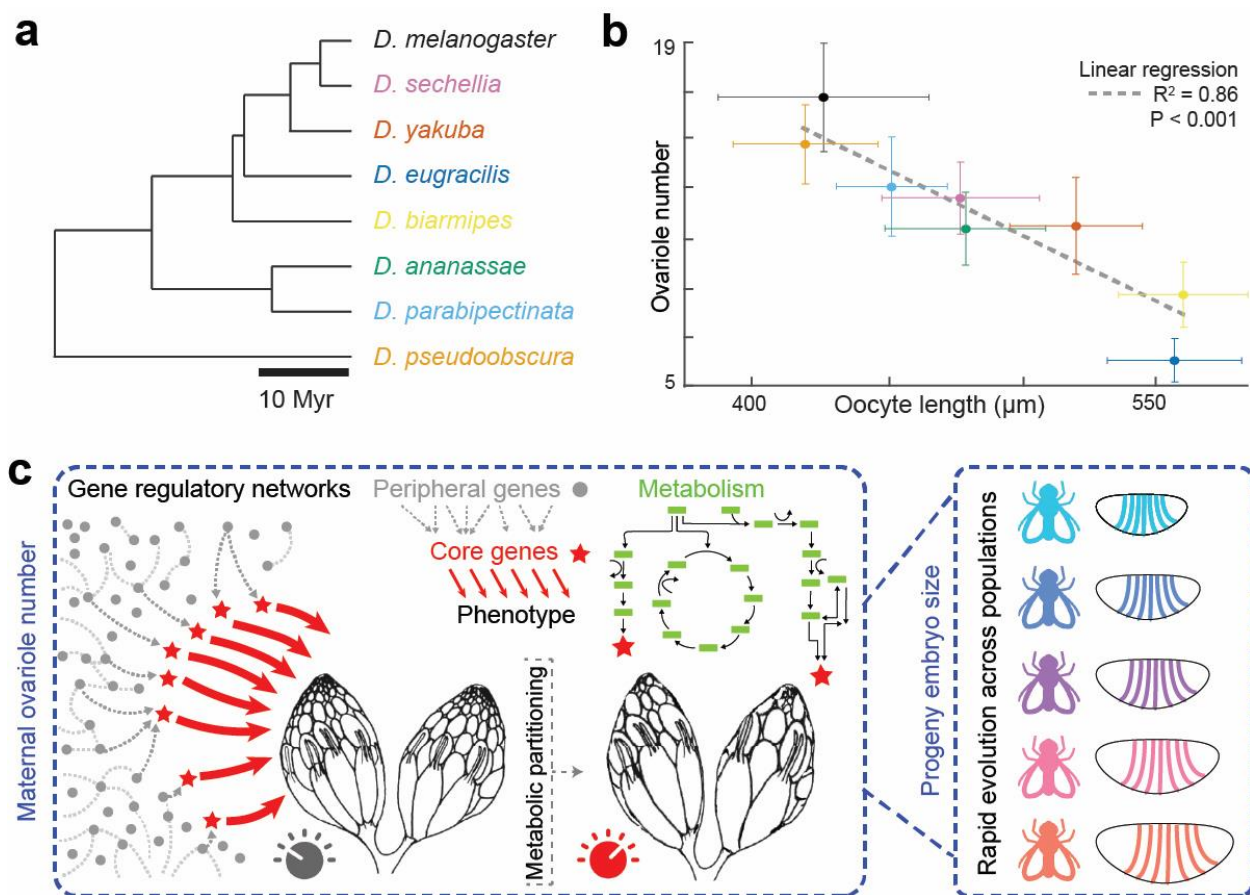 a
D. melanogaster
D. sechellia
D. yakuba
D. eugracilis
D. biarmipes
D. ananassae
D. parabipectinata
D. pseudoobscura
10 Myr
b
19
Ovariole number
5
400
Oocyte length (µm)
550
Linear regression
R² = 0.86
P < 0.001
c
Maternal ovariole number
Gene regulatory networks
Peripheral genes
Core genes
Phenotype
Metabolism
Metabolic partitioning
Progeny embryo size
Rapid evolution across populations